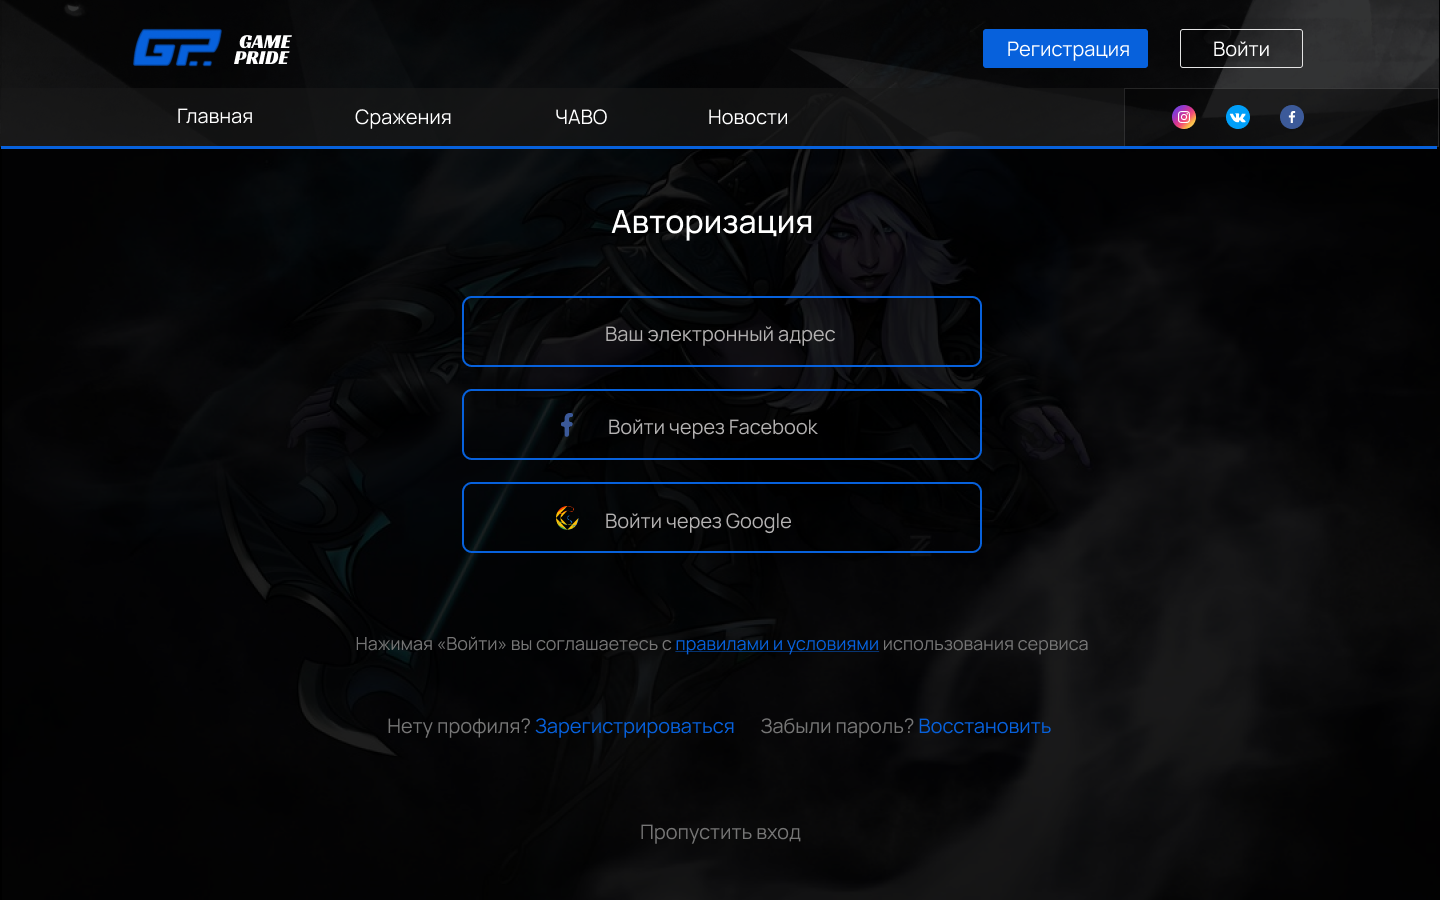 GAME
PRIDE
Регистрация
Войти
Главная
Сражения
ЧАВО
Новости
Авторизация
Ваш электронный адрес
Войти через Facebook
Войти через Google
Нажимая «Войти» вы соглашаетесь с правилами и условиями использования сервиса
Нету профиля? Зарегистрироваться
Забыли пароль? Восстановить
Пропустить вход